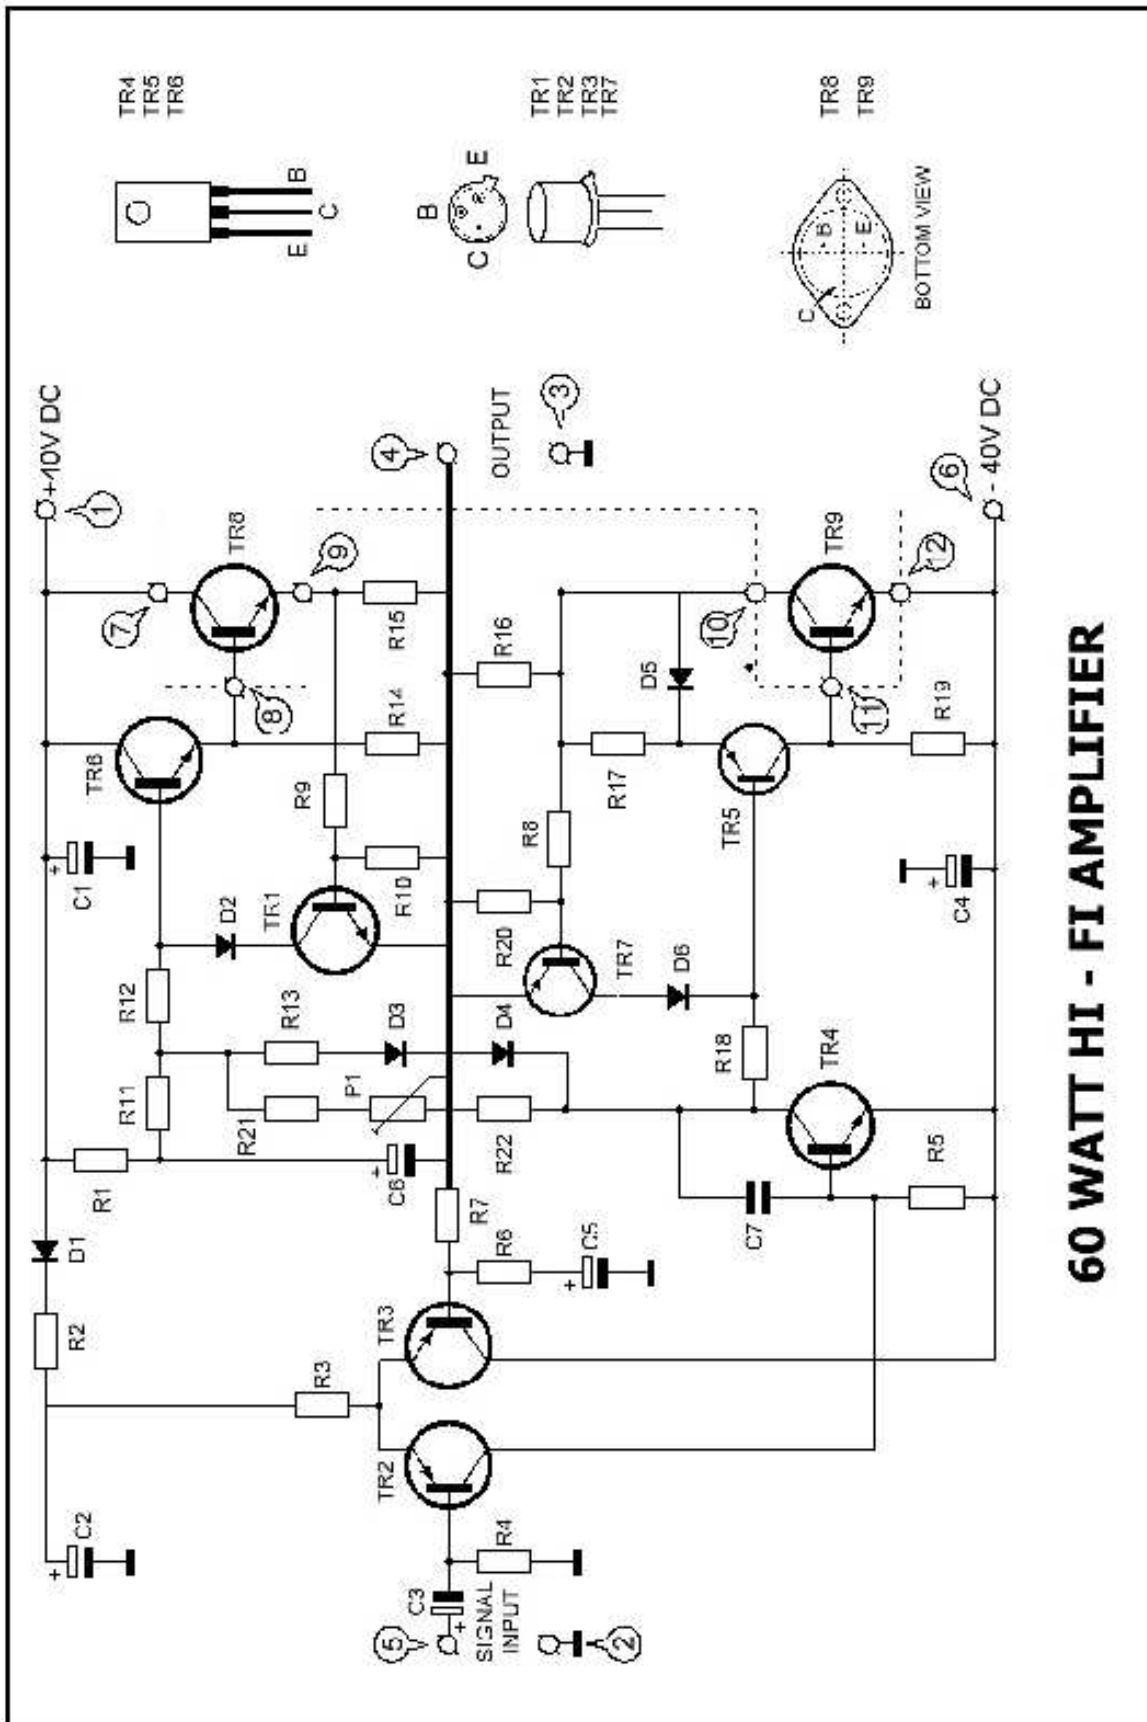 C2
R2
D1
R1
C1
TR6
+40V DC
1
7
TR8
8
9
R3
R11
R12
D2
TR1
R9
R21
R13
P1
D3
C6
R10
R14
R15
5
C3
TR2
TR3
4
SIGNAL
INPUT
R4
R7
R6
R22
D4
R20
R16
OUTPUT
2
C5
TR7
R8
R17
3
D6
D5
10
R18
TR5
C7
TR4
11
TR9
12
R5
C4
R19
6
- 40V DC
TR4
TR5
TR6
E
C
B
TR1
TR2
TR3
TR7
C
B
E
TR8
TR9
C
B
E
BOTTOM VIEW
60 WATT HI - FI AMPLIFIER